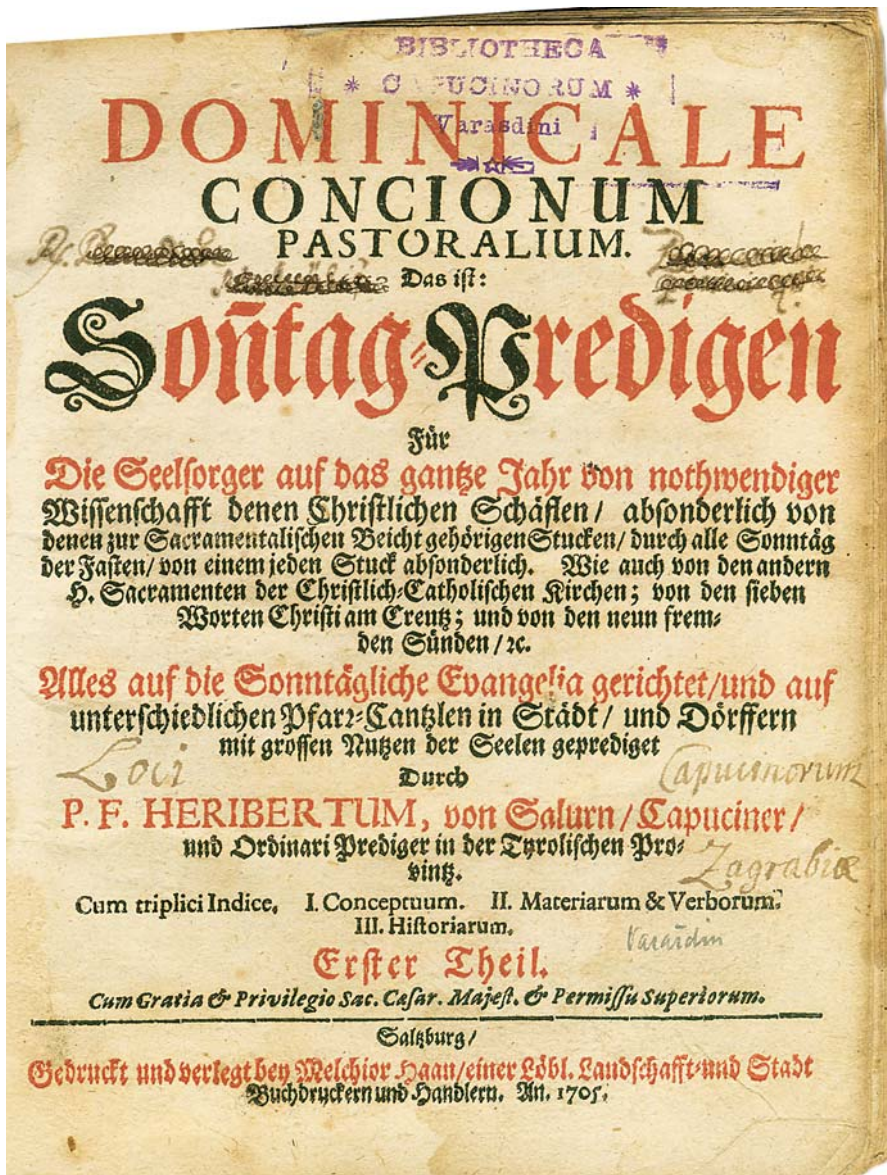 BIBLIOTHECA
* CAPUCINORUM *
Varasdini
DOMINICALE
CONCIONUM
PASTORALIUM.
Das ist:
Soñtag⸗Predigen
Für
Die Seelsorger auf das gantze Jahr von nothwendiger
Wissenschafft denen Christlichen Schäflen/ absonderlich von
denen zur Sacramentalischen Beicht gehörigen Stucken/ durch alle Sonntäg
der Fasten/ von einem jeden Stuck absonderlich. Wie auch von den andern
H. Sacramenten der Christlich⸗Catholischen Kirchen; von den sieben
Worten Christi am Creutz; und von den neun frem⸗
den Sünden/ ꝛc.
Alles auf die Sonntägliche Evangelia gerichtet/und auf
unterschiedlichen Pfarꝛ⸗Cantzlen in Städt/ und Dörffern
mit grossen Nutzen der Seelen geprediget
Loci Capucinorum
Durch
P. F. HERIBERTUM, von Salurn/ Capuciner/
und Ordinari Prediger in der Tyrolischen Pro⸗
vintz.
Zagrabiæ
Cum triplici Indice, I. Conceptuum. II. Materiarum & Verborum.
III. Historiarum.
Varasdin
Erster Theil.
Cum Gratia & Privilegio Sac. Cæsar. Majest. & Permissu Superiorum.
Saltzburg/
Gedruckt und verlegt bey Melchior Haan/einer Löbl. Landschafft⸗und Stadt
Buchdruckern und Handlern. An. 1705.